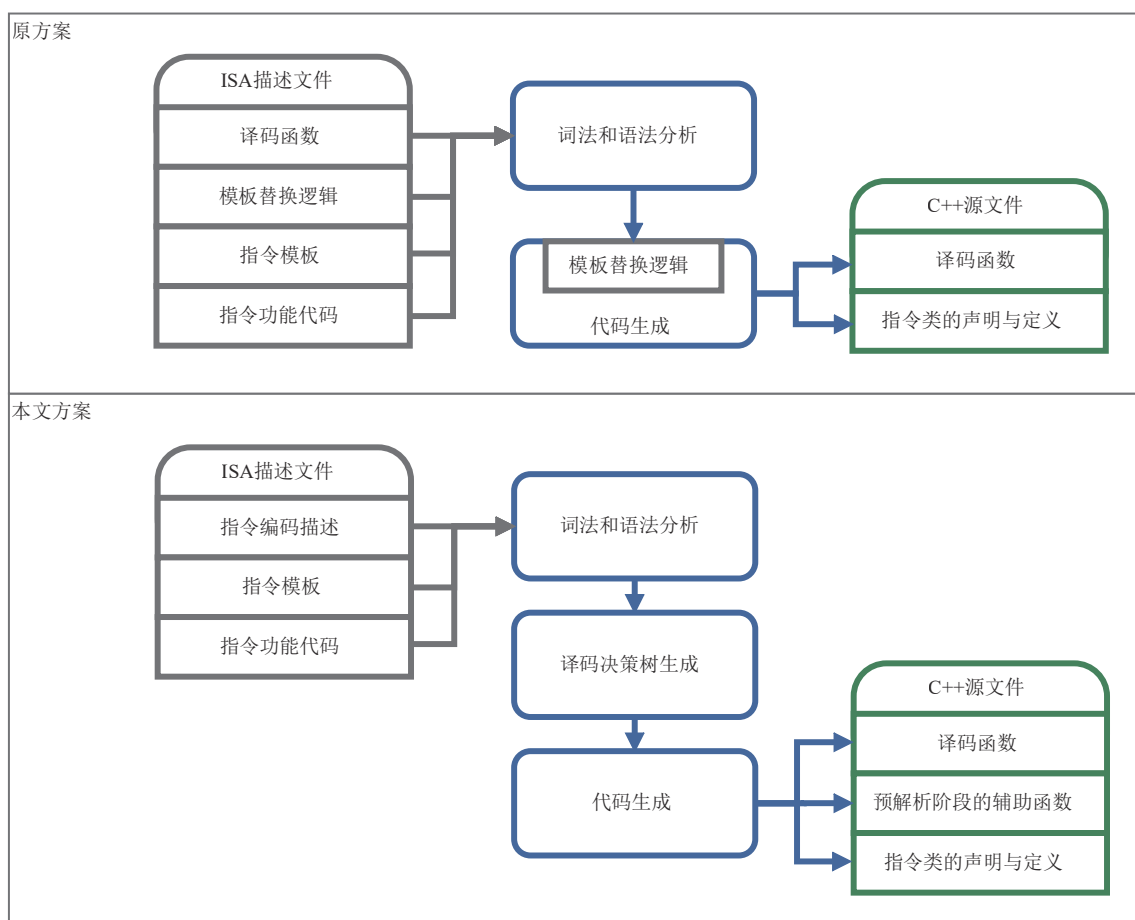 原方案
ISA描述文件
译码函数
模板替换逻辑
指令模板
指令功能代码
词法和语法分析
模板替换逻辑
代码生成
C++源文件
译码函数
指令类的声明与定义
本文方案
ISA描述文件
指令编码描述
指令模板
指令功能代码
词法和语法分析
译码决策树生成
代码生成
C++源文件
译码函数
预解析阶段的辅助函数
指令类的声明与定义